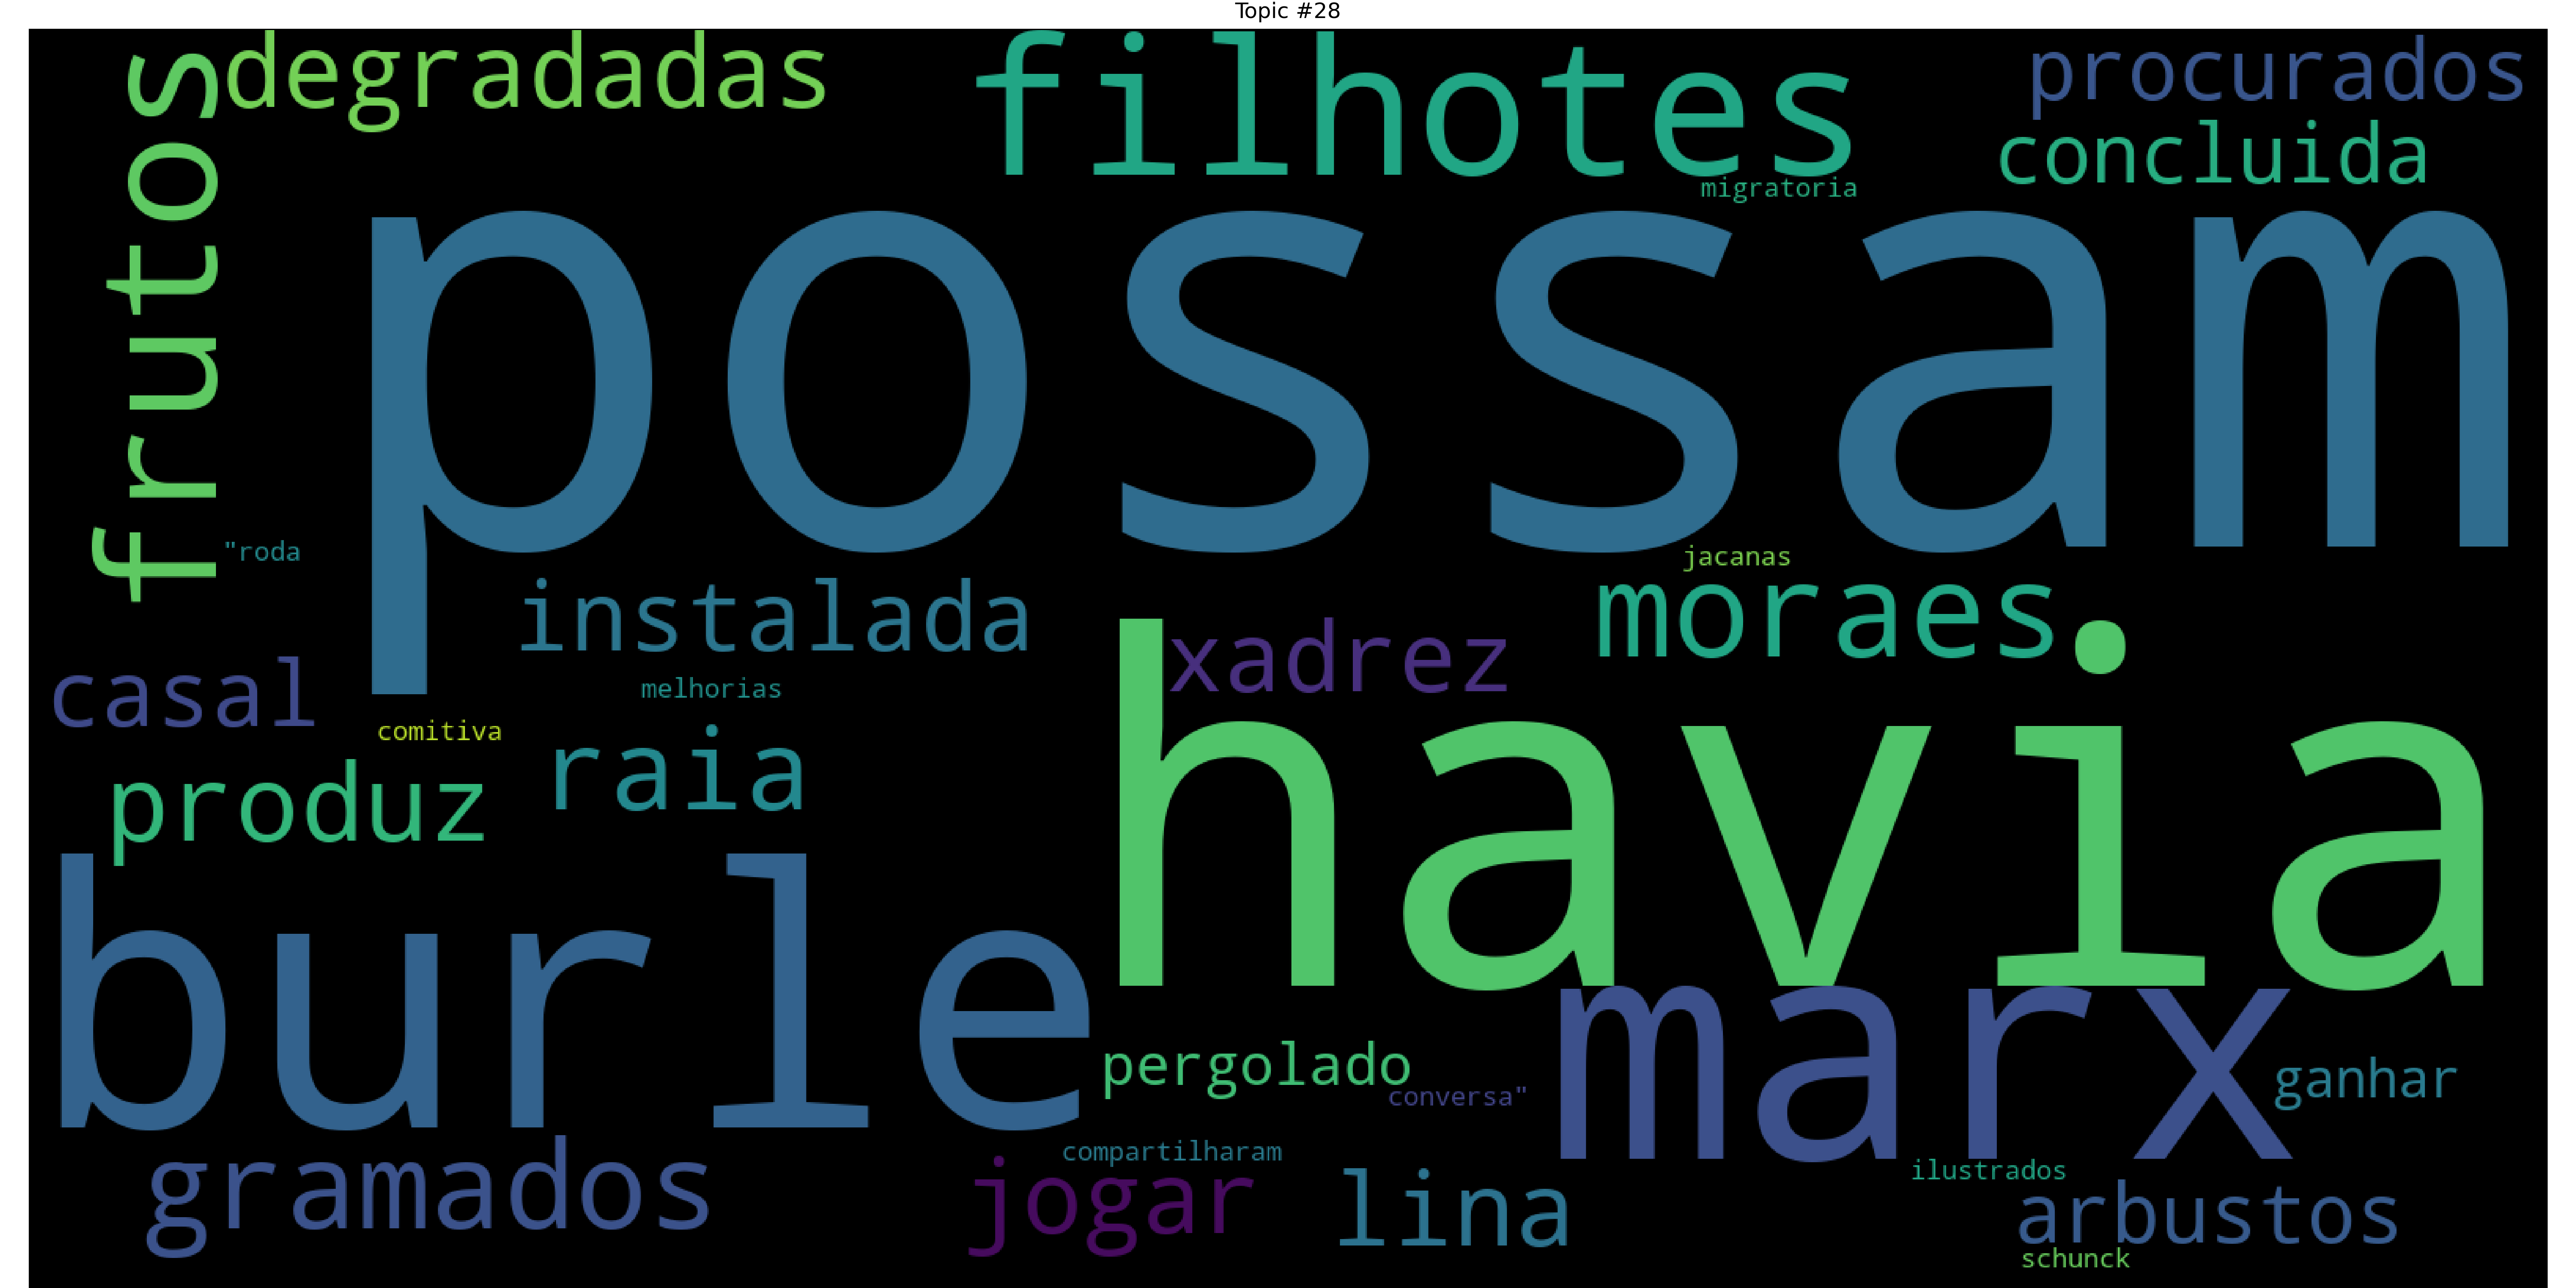 Topic #28
degradadas
filhotes
procurados
concluida
migratoria
frutos
possam
"roda
jacanas
instalada
moraes
xadrez
casal
melhorias
comitiva
raia
havia
produz
burle
marx
pergolado
ganhar
conversa"
compartilharam
gramados
jogar
lina
ilustrados
arbustos
schunck